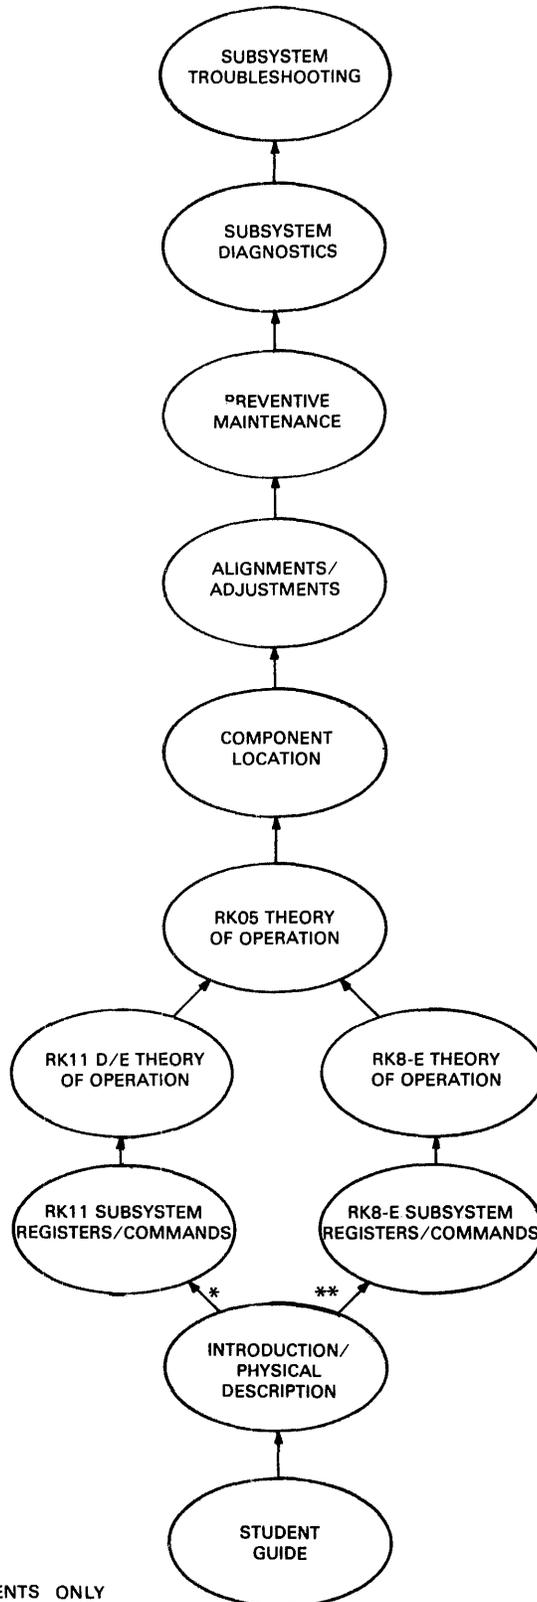 SUBSYSTEM
TROUBLESHOOTING
SUBSYSTEM
DIAGNOSTICS
PREVENTIVE
MAINTENANCE
ALIGNMENTS/
ADJUSTMENTS
COMPONENT
LOCATION
RK05 THEORY
OF OPERATION
RK11 D/E THEORY
OF OPERATION
RK8-E THEORY
OF OPERATION
RK11 SUBSYSTEM
REGISTERS/COMMANDS
RK8-E SUBSYSTEM
REGISTERS/COMMANDS
*
**
INTRODUCTION/
PHYSICAL
DESCRIPTION
STUDENT
GUIDE
ONLY